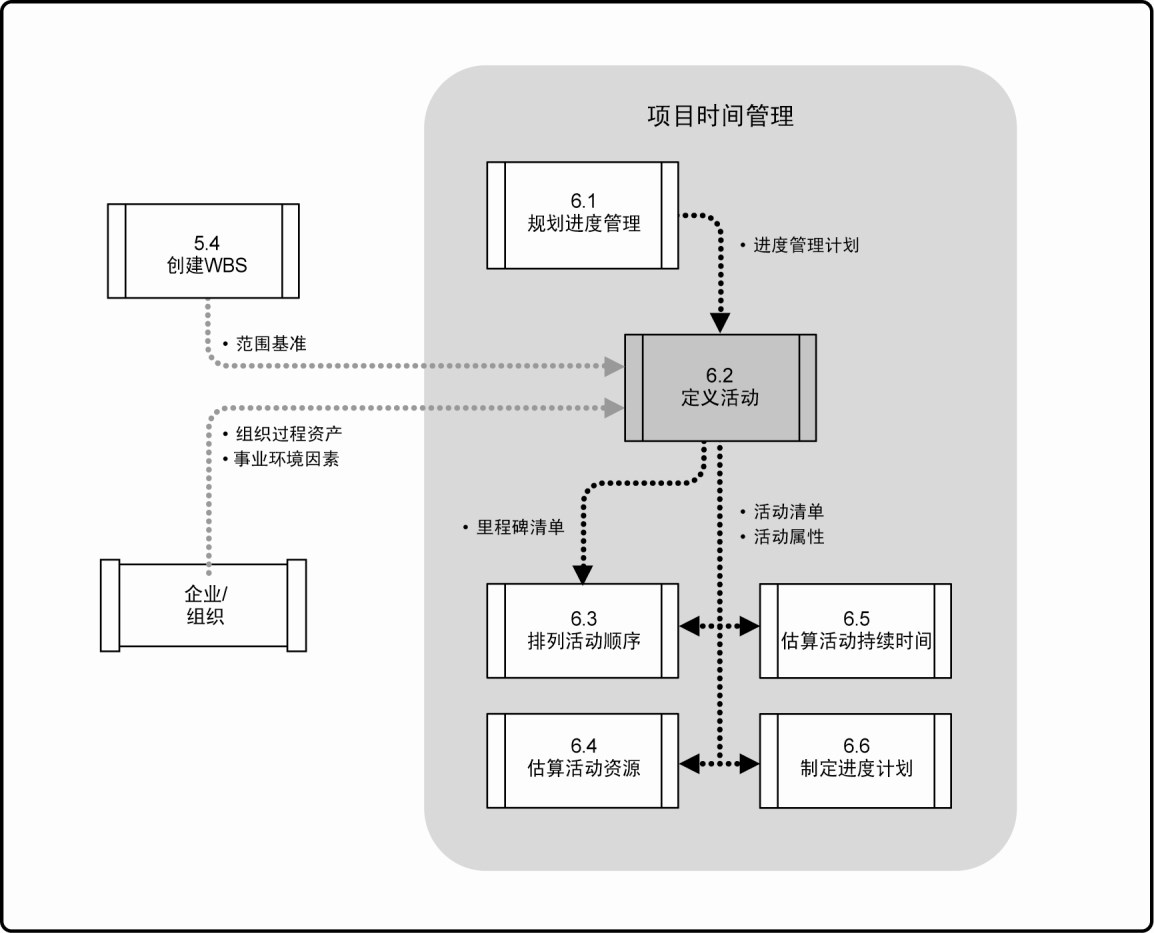 项目时间管理
6.1
规划进度管理
5.4
创建WBS
• 进度管理计划
• 范围基准
6.2
定义活动
• 组织过程资产
• 事业环境因素
• 里程碑清单
• 活动清单
• 活动属性
企业/
组织
6.3
排列活动顺序
6.5
估算活动持续时间
6.4
估算活动资源
6.6
制定进度计划